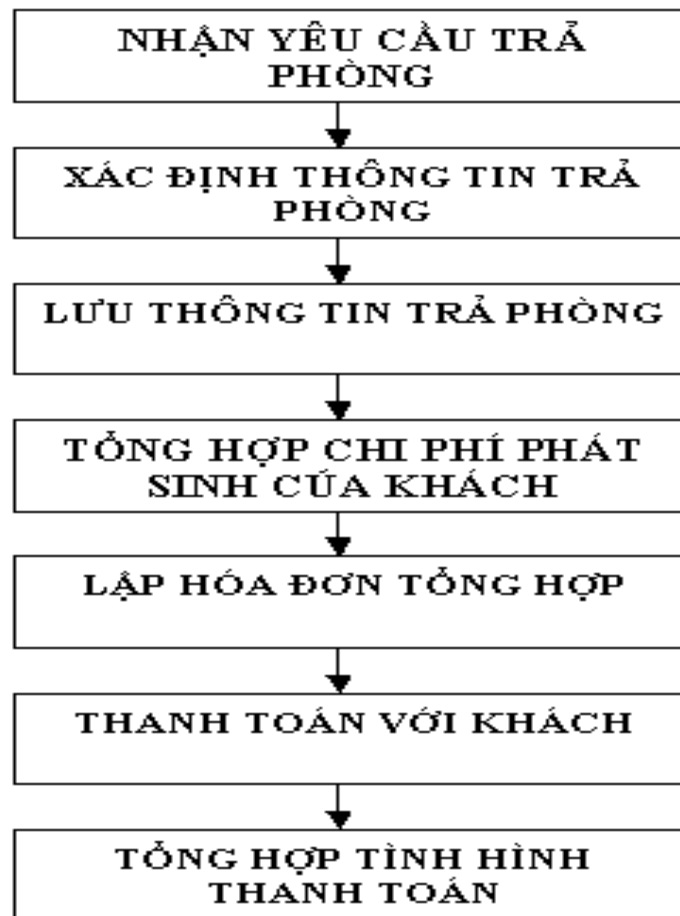 NHẬN YÊU CẦU TRẢ
PHÒNG
XÁC ĐỊNH THÔNG TIN TRẢ
PHÒNG
LƯU THÔNG TIN TRẢ PHÒNG
TỔNG HỢP CHI PHÍ PHÁT
SINH CÚA KHÁCH
LẬP HÓA ĐƠN TỔNG HỢP
THANH TOÁN VỚI KHÁCH
TỔNG HỢP TÌNH HÌNH
THANH TOÁN